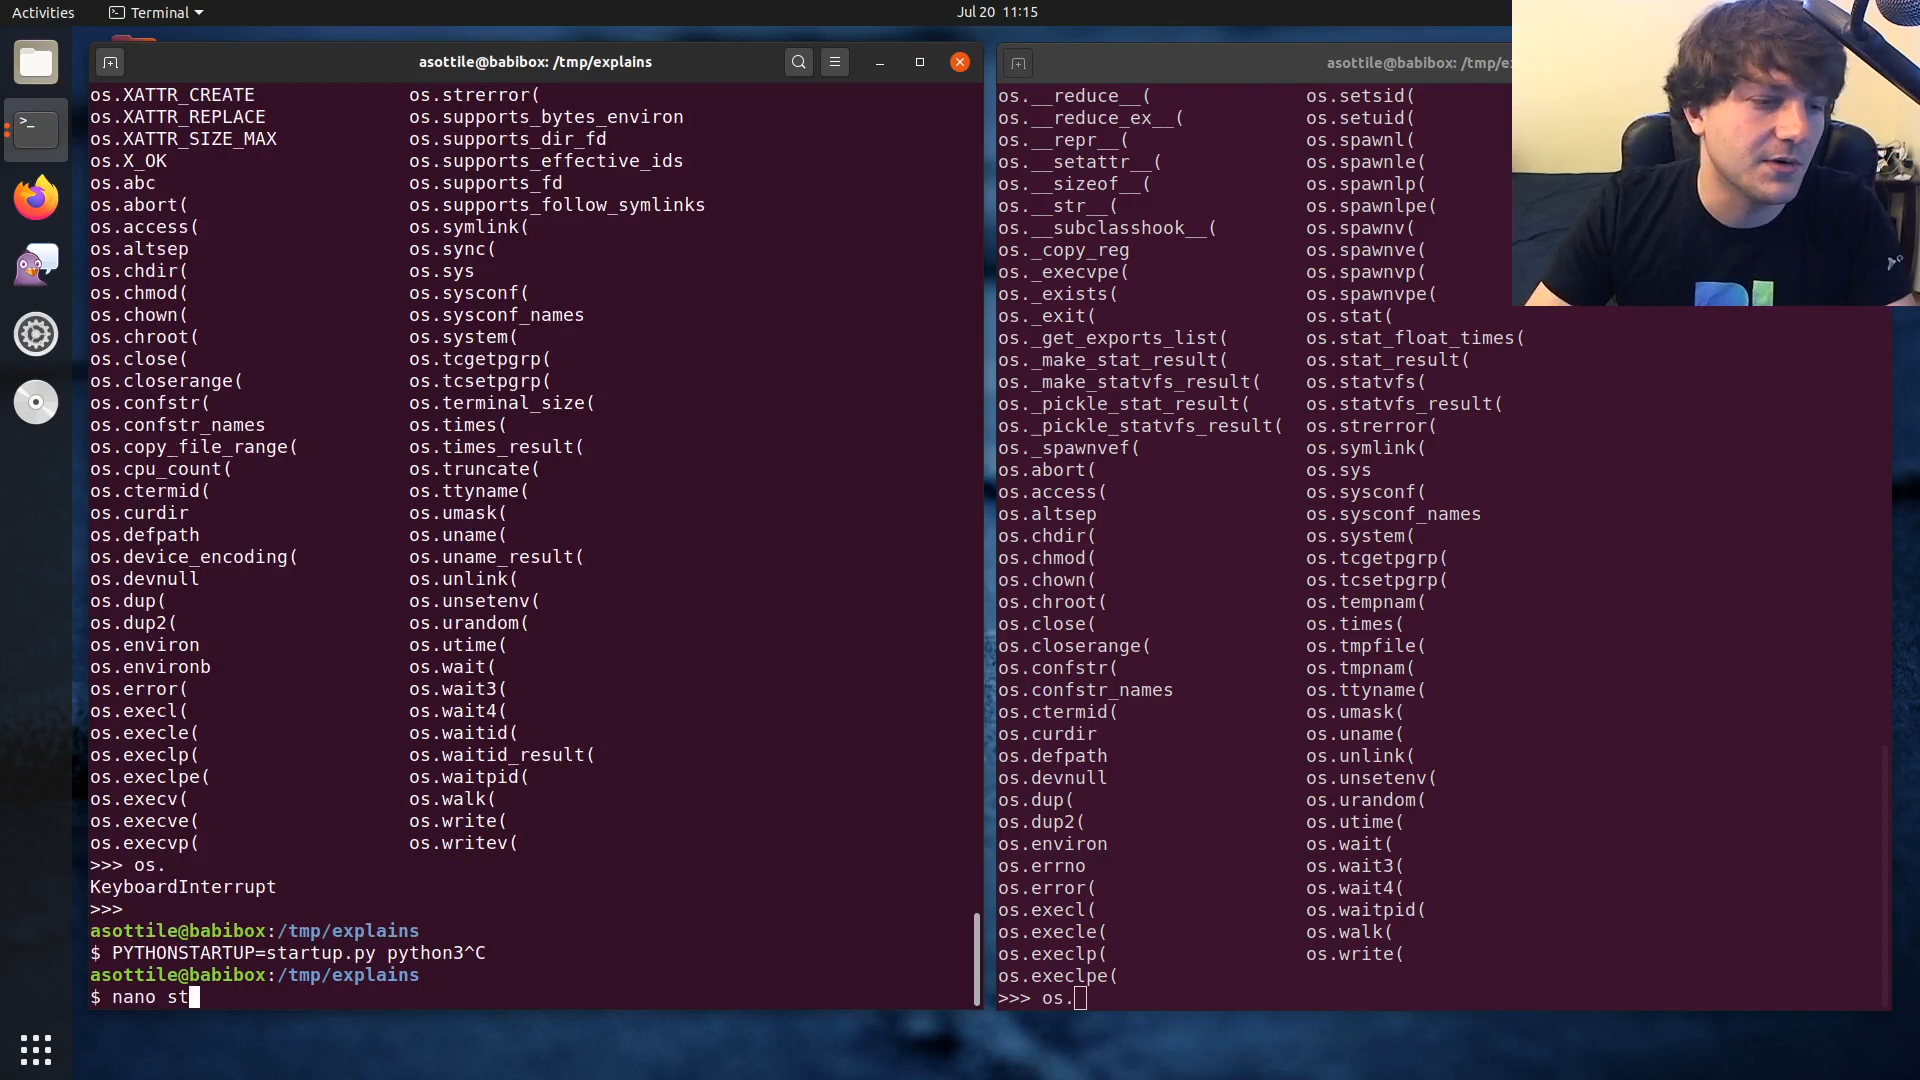 Activities
Terminal
Jul 20 11:15
asottile@babibox: /tmp/explains
os.XATTR_CREATE os.strerror(
os.XATTR_REPLACE os.supports_bytes_environ
os.XATTR_SIZE_MAX os.supports_dir_fd
os.X_OK os.supports_effective_ids
os.abc os.supports_fd
os.abort( os.supports_follow_symlinks
os.access( os.symlink(
os.altsep os.sync(
os.chdir( os.sys
os.chmod( os.sysconf(
os.chown( os.sysconf_names
os.chroot( os.system(
os.close( os.tcgetpgrp(
os.closerange( os.tcsetpgrp(
os.confstr( os.terminal_size(
os.confstr_names os.times(
os.copy_file_range( os.times_result(
os.cpu_count( os.truncate(
os.ctermid( os.ttyname(
os.curdir os.umask(
os.defpath os.uname(
os.device_encoding( os.uname_result(
os.devnull os.unlink(
os.dup( os.unsetenv(
os.dup2( os.urandom(
os.environ os.utime(
os.environb os.wait(
os.error( os.wait3(
os.execl( os.wait4(
os.execle( os.waitid(
os.execlp( os.waitid_result(
os.execlpe( os.waitpid(
os.execv( os.walk(
os.execve( os.write(
os.execvp( os.writev(
>>> os.
KeyboardInterrupt
>>>
asottile@babibox:/tmp/explains
$ PYTHONSTARTUP=startup.py python3^C
asottile@babibox:/tmp/explains
$ nano st
asottile@babibox: /tmp/e
os.__reduce__( os.setsid(
os.__reduce_ex__( os.setuid(
os.__repr__( os.spawnl(
os.__setattr__( os.spawnle(
os.__sizeof__( os.spawnlp(
os.__str__( os.spawnlpe(
os.__subclasshook__( os.spawnv(
os._copy_reg os.spawnve(
os._execvpe( os.spawnvp(
os._exists( os.spawnvpe(
os._exit( os.stat(
os._get_exports_list( os.stat_float_times(
os._make_stat_result( os.stat_result(
os._make_statvfs_result( os.statvfs(
os._pickle_stat_result( os.statvfs_result(
os._pickle_statvfs_result( os.strerror(
os._spawnvef( os.symlink(
os.abort( os.sys
os.access( os.sysconf(
os.altsep os.sysconf_names
os.chdir( os.system(
os.chmod( os.tcgetpgrp(
os.chown( os.tcsetpgrp(
os.chroot( os.tempnam(
os.close( os.times(
os.closerange( os.tmpfile(
os.confstr( os.tmpnam(
os.confstr_names os.ttyname(
os.ctermid( os.umask(
os.curdir os.uname(
os.defpath os.unlink(
os.devnull os.unsetenv(
os.dup( os.urandom(
os.dup2( os.utime(
os.environ os.wait(
os.errno os.wait3(
os.error( os.wait4(
os.execl( os.waitpid(
os.execle( os.walk(
os.execlp( os.write(
os.execlpe(
>>> os.